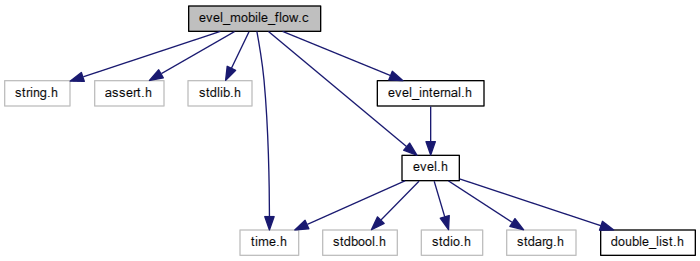 evel_mobile_flow.c
string.h
assert.h
stdlib.h
evel_internal.h
evel.h
time.h
stdbool.h
stdio.h
stdarg.h
double_list.h